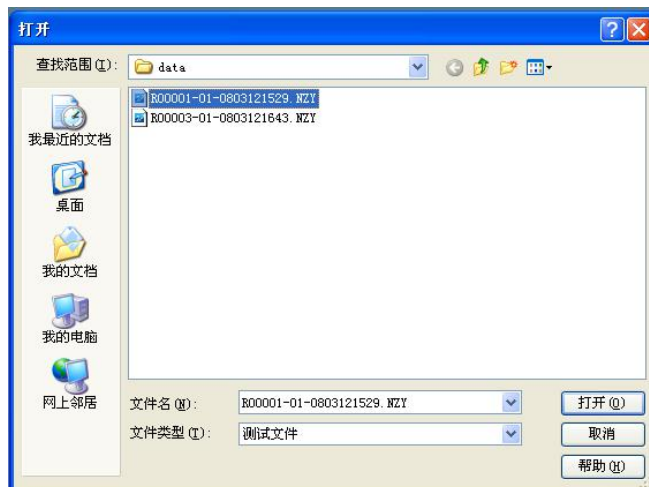 打开
查找范围(I):
data
R00001-01-0803121529.NZY
R00003-01-0803121643.NZY
我最近的文档
桌面
我的文档
我的电脑
网上邻居
文件名(N):
R00001-01-0803121529.NZY
打开(O)
文件类型(T):
测试文件
取消
帮助(H)